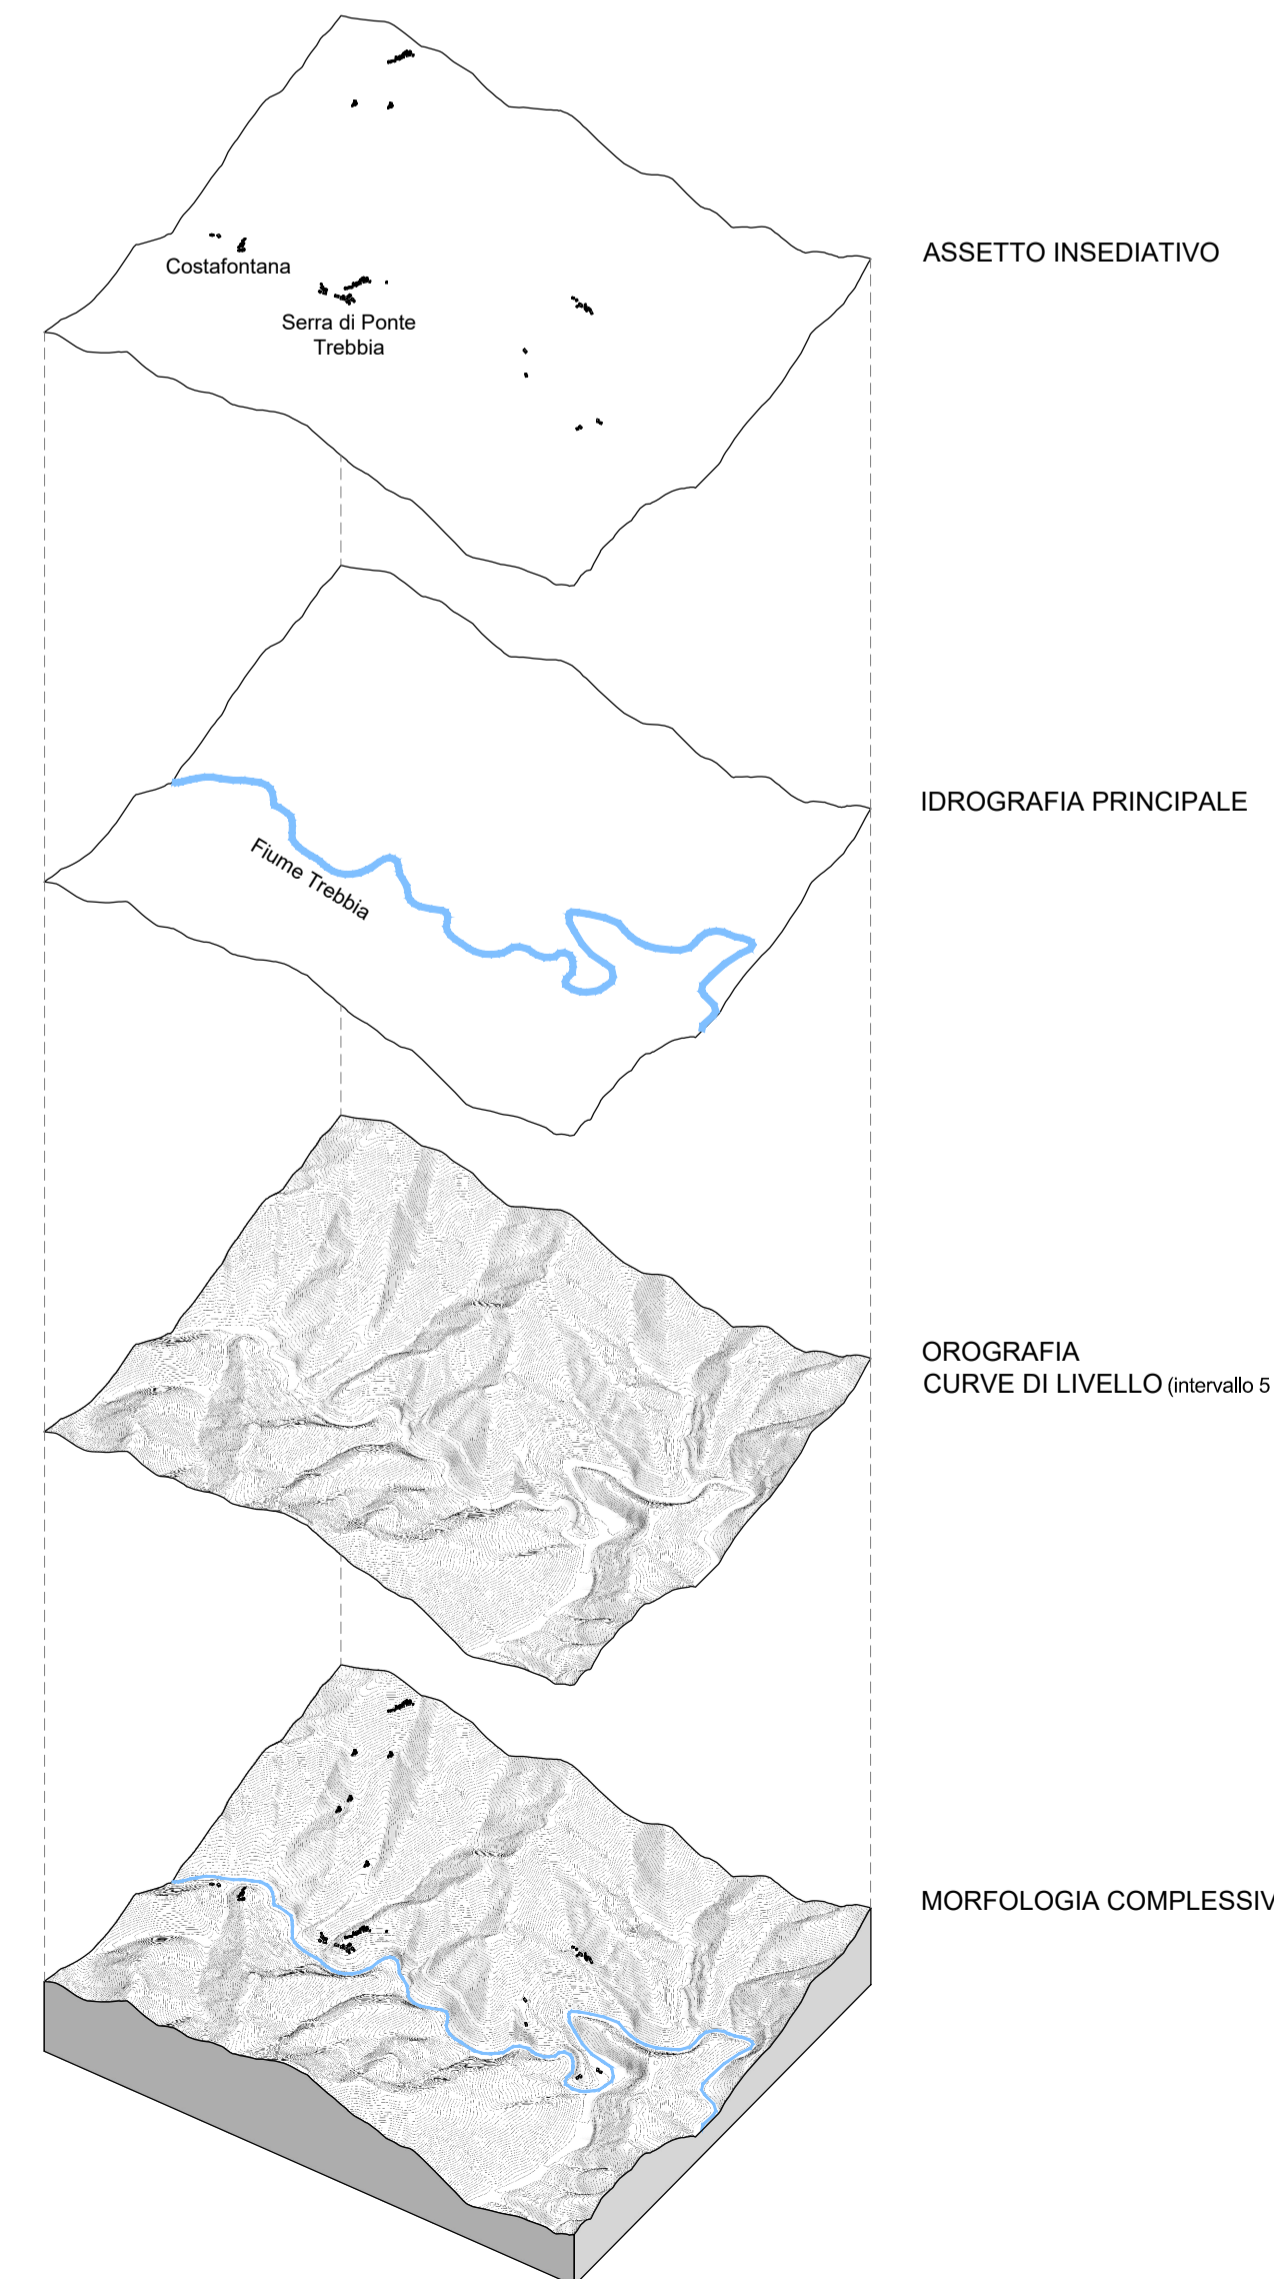 ASSETTO INSEDIATIVO
Costafontana
Serra di Ponte
Trebbia
IDROGRAFIA PRINCIPALE
Fiume Trebbia
OROGRAFIA
CURVE DI LIVELLO (intervallo 5
MORFOLOGIA COMPLESSIV